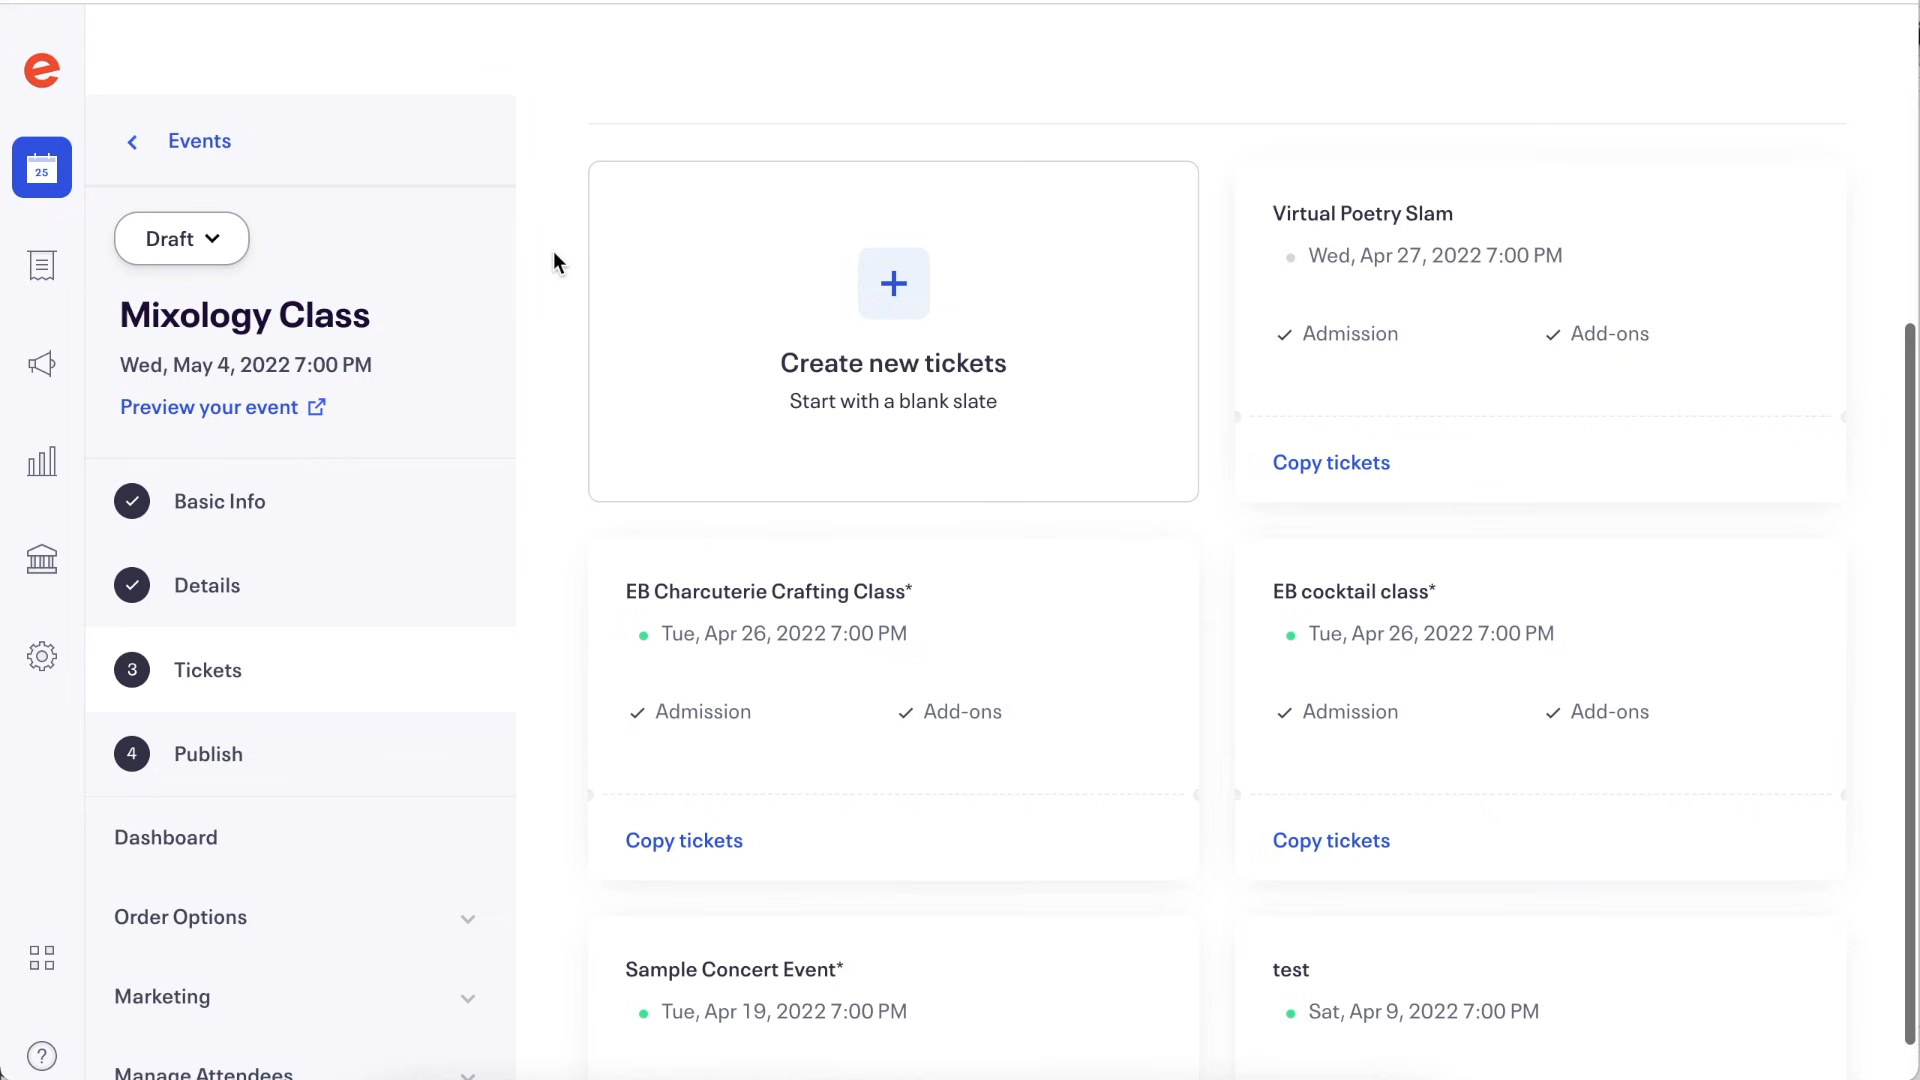 e
25
Events
Draft
Mixology Class
Wed, May 4, 2022 7:00 PM
Preview your event
Basic Info
Details
3 Tickets
4 Publish
Dashboard
Order Options
Marketing
Manage Attendees
?
Create new tickets
Start with a blank slate
Virtual Poetry Slam
Wed, Apr 27, 2022 7:00 PM
Admission Add-ons
Copy tickets
EB Charcuterie Crafting Class*
Tue, Apr 26, 2022 7:00 PM
Admission Add-ons
Copy tickets
EB cocktail class*
Tue, Apr 26, 2022 7:00 PM
Admission Add-ons
Copy tickets
Sample Concert Event*
Tue, Apr 19, 2022 7:00 PM
test
Sat, Apr 9, 2022 7:00 PM